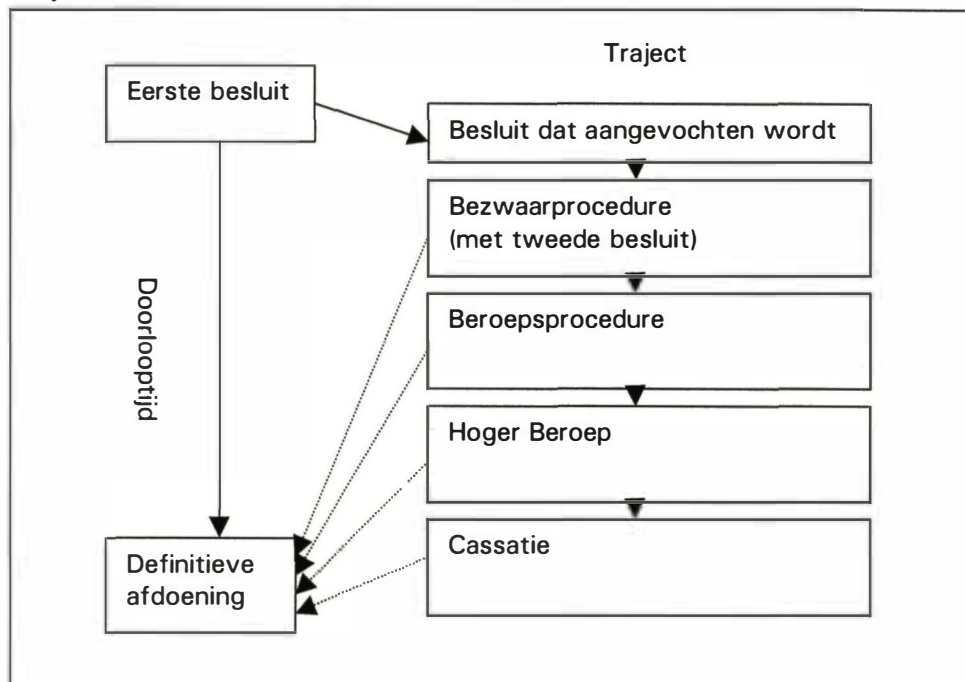 Traject
Eerste besluit
Besluit dat aangevochten wordt
Bezwaarprocedure
(met tweede besluit)
Beroepsprocedure
Doorlooptijd
Hoger Beroep
Cassatie
Definitieve
afdoening